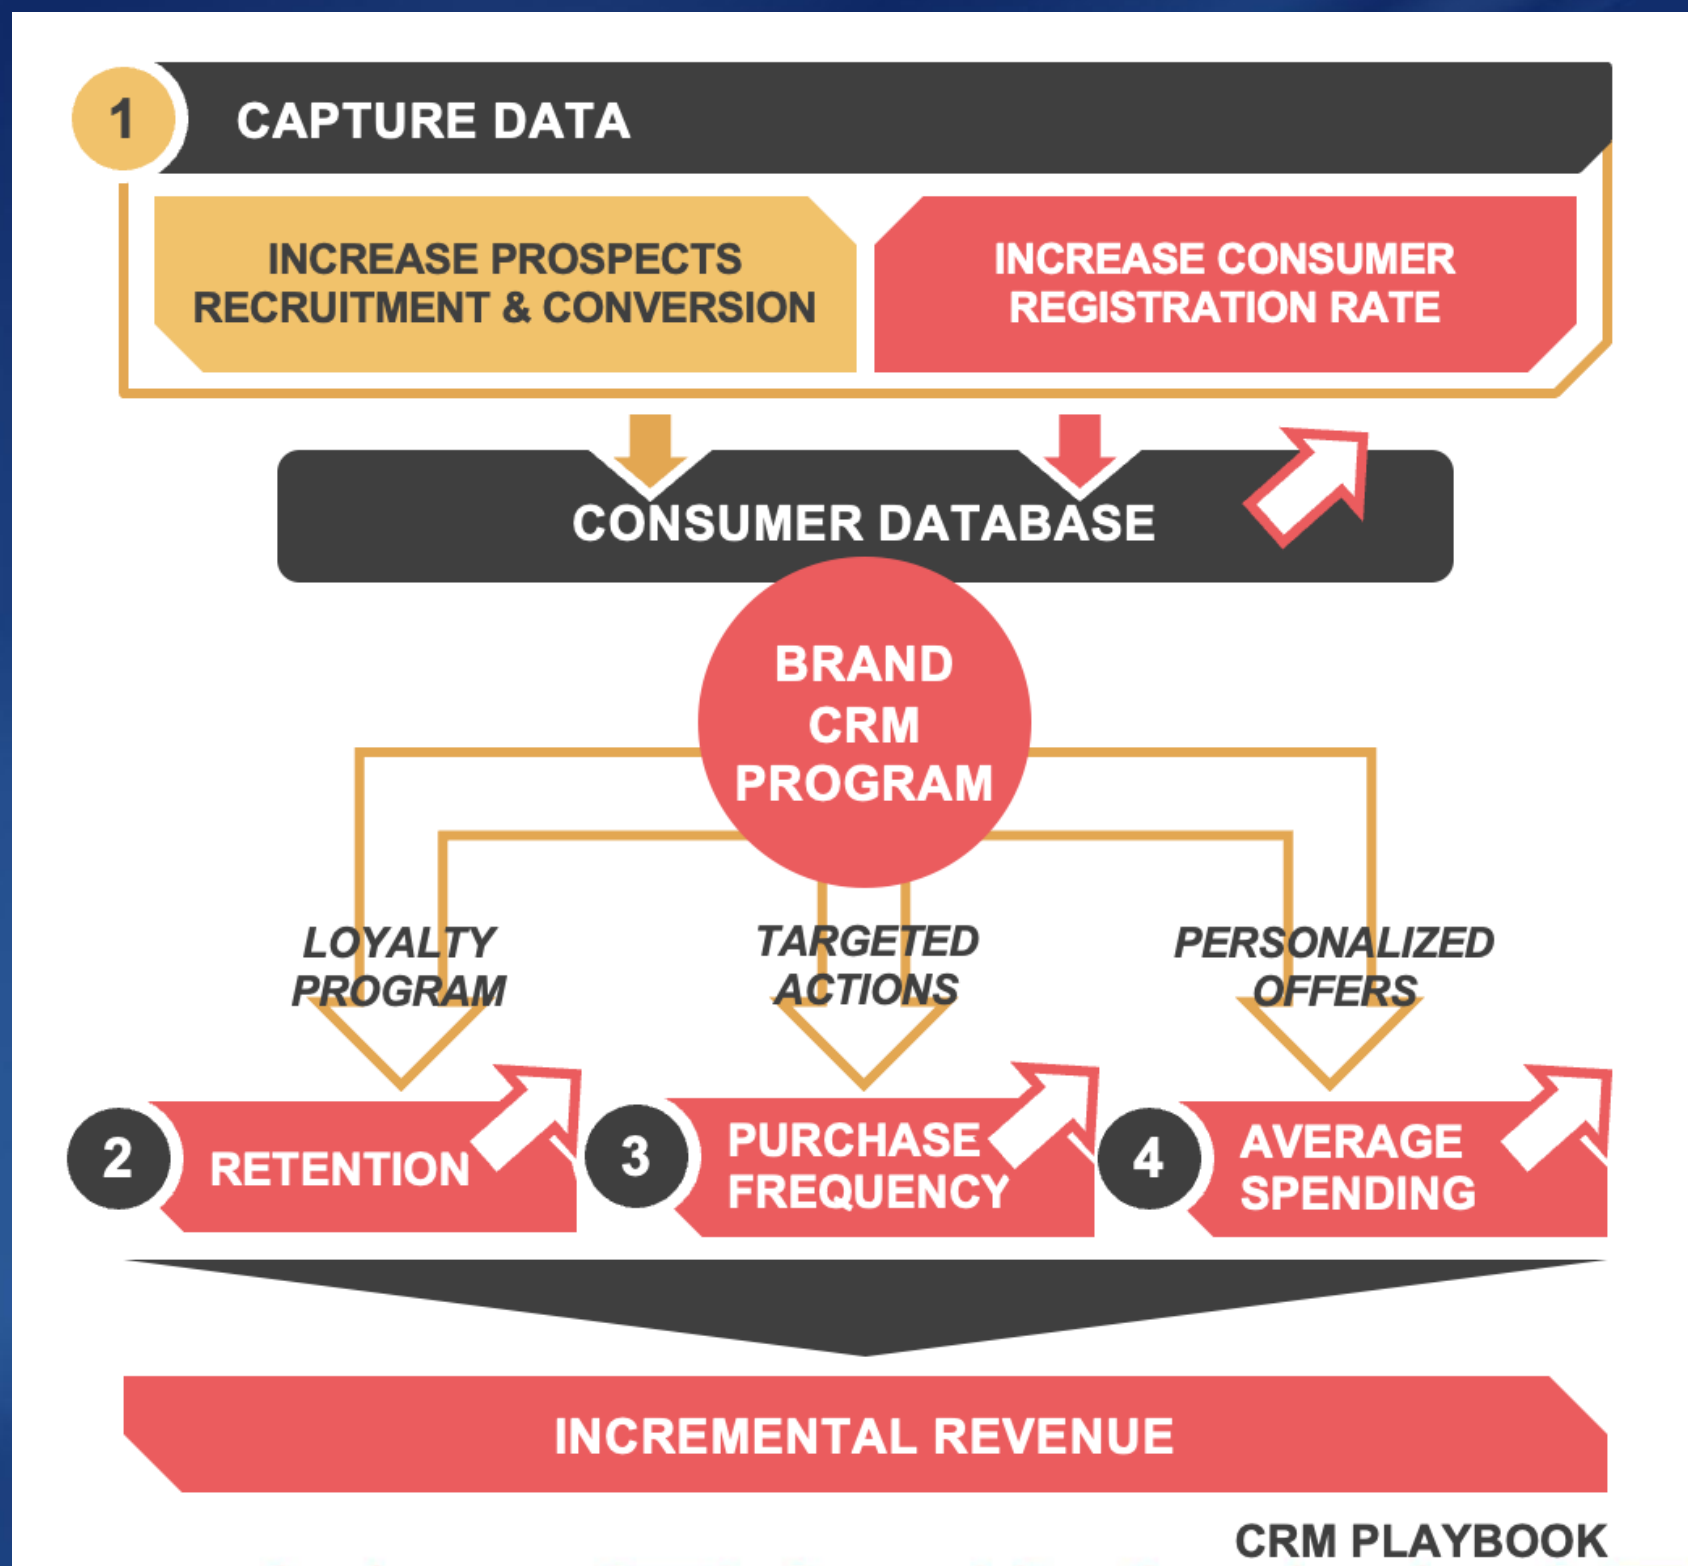 1
CAPTURE DATA
INCREASE PROSPECTS
RECRUITMENT & CONVERSION
INCREASE CONSUMER
REGISTRATION RATE
CONSUMER DATABASE
BRAND
CRM
PROGRAM
LOYALTY
PROGRAM
TARGETED
ACTIONS
PERSONALIZED
OFFERS
2
RETENTION
3
PURCHASE
FREQUENCY
4
AVERAGE
SPENDING
INCREMENTAL REVENUE
CRM PLAYBOOK